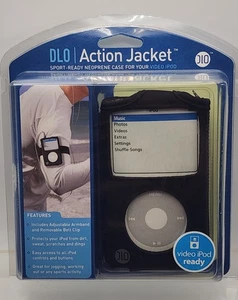 DLO | Action Jacket™
DLO
SPORT-READY NEOPRENE CASE FOR YOUR VIDEO IPOD
Music
Photos
Videos
Extras
Settings
Shuffle Songs
MENU
FEATURES
Includes Adjustable Armband
and Removable Belt Clip
Protects your iPod from dirt,
sweat, scratches and dings
Easy access to all iPod
controls and buttons
Great for jogging, working
out or any sports activity
DLO
video iPod
ready